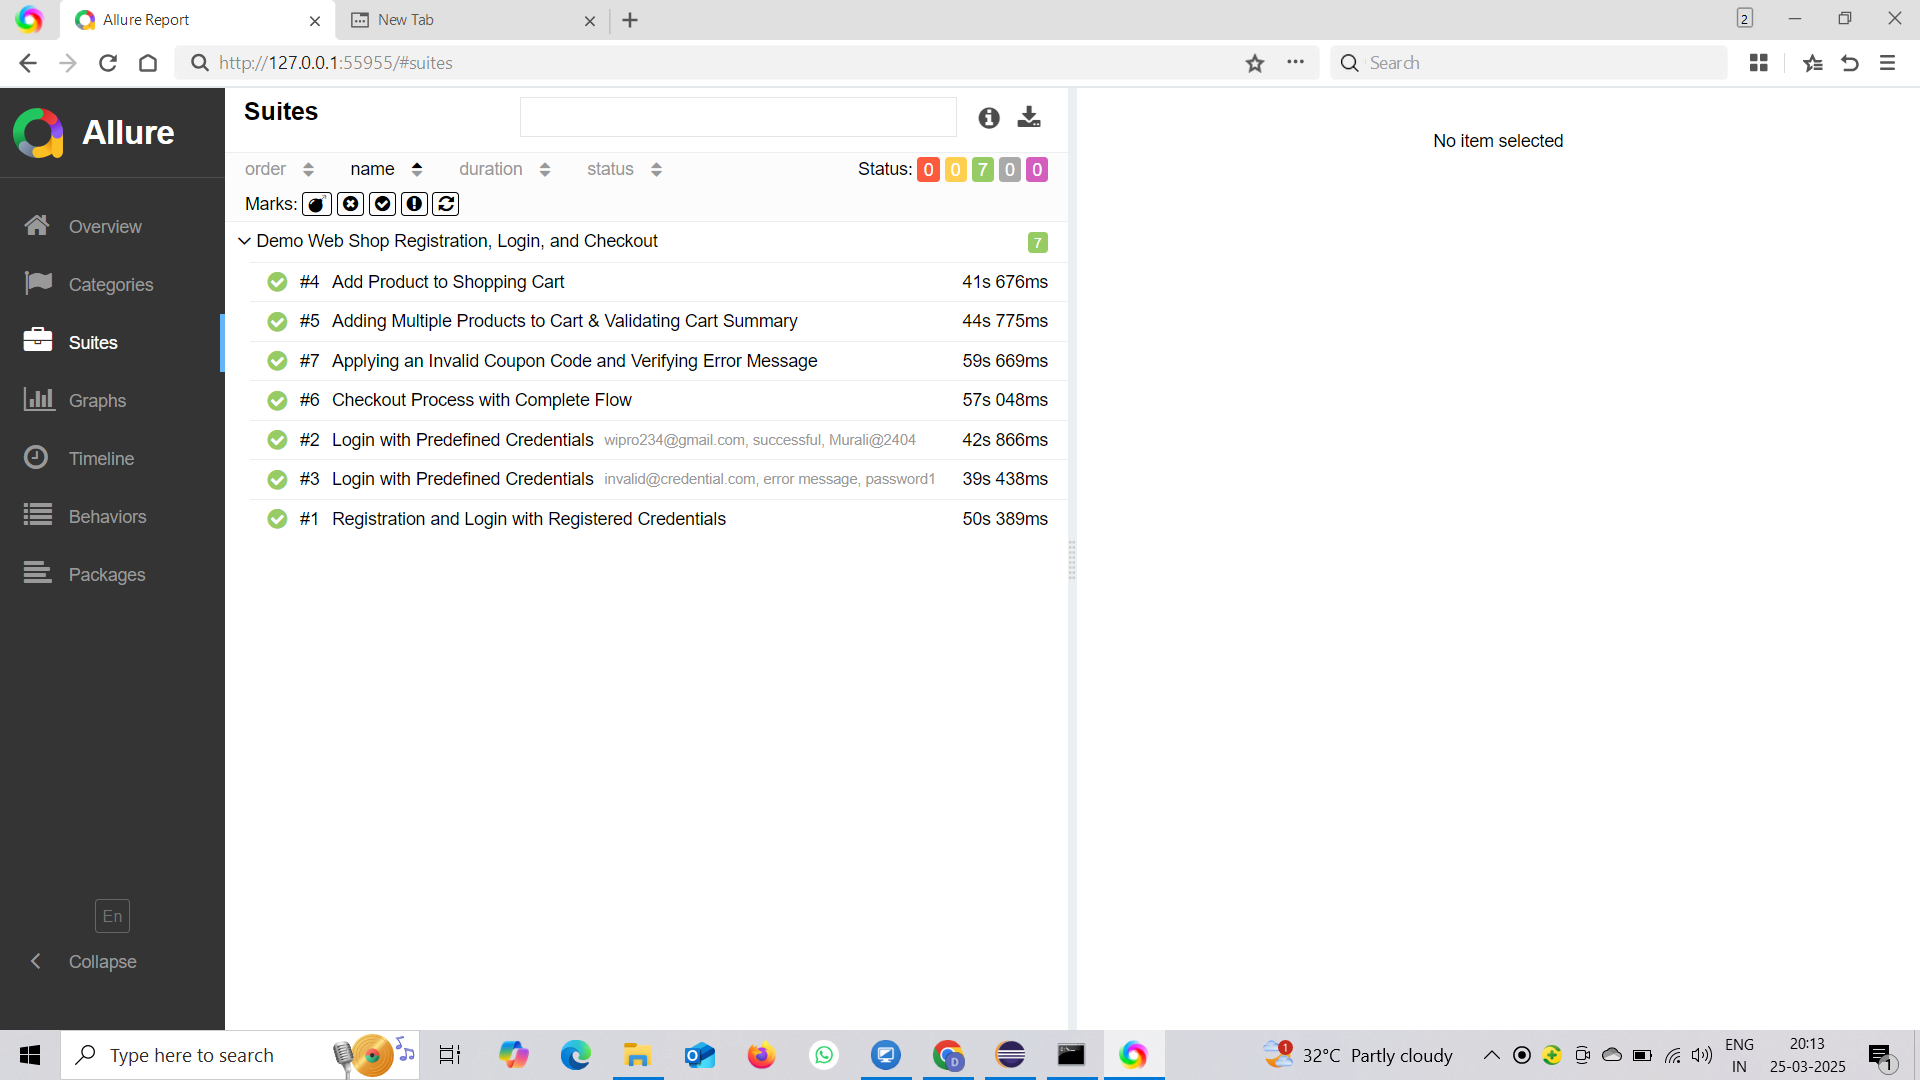 Allure Report
New Tab
2
http://127.0.0.1:55955/#suites
Search
Allure
Overview
Categories
Suites
Graphs
Timeline
Behaviors
Packages
En
Collapse
Suites
order name duration status
Status: 0 0 7 0 0
Marks:
Demo Web Shop Registration, Login, and Checkout 7
#4 Add Product to Shopping Cart 41s 676ms
#5 Adding Multiple Products to Cart & Validating Cart Summary 44s 775ms
#7 Applying an Invalid Coupon Code and Verifying Error Message 59s 669ms
#6 Checkout Process with Complete Flow 57s 048ms
#2 Login with Predefined Credentials wipro234@gmail.com, successful, Murali@2404 42s 866ms
#3 Login with Predefined Credentials invalid@credential.com, error message, password1 39s 438ms
#1 Registration and Login with Registered Credentials 50s 389ms
No item selected
Type here to search
1
32°C Partly cloudy
ENG
IN
20:13
25-03-2025
1